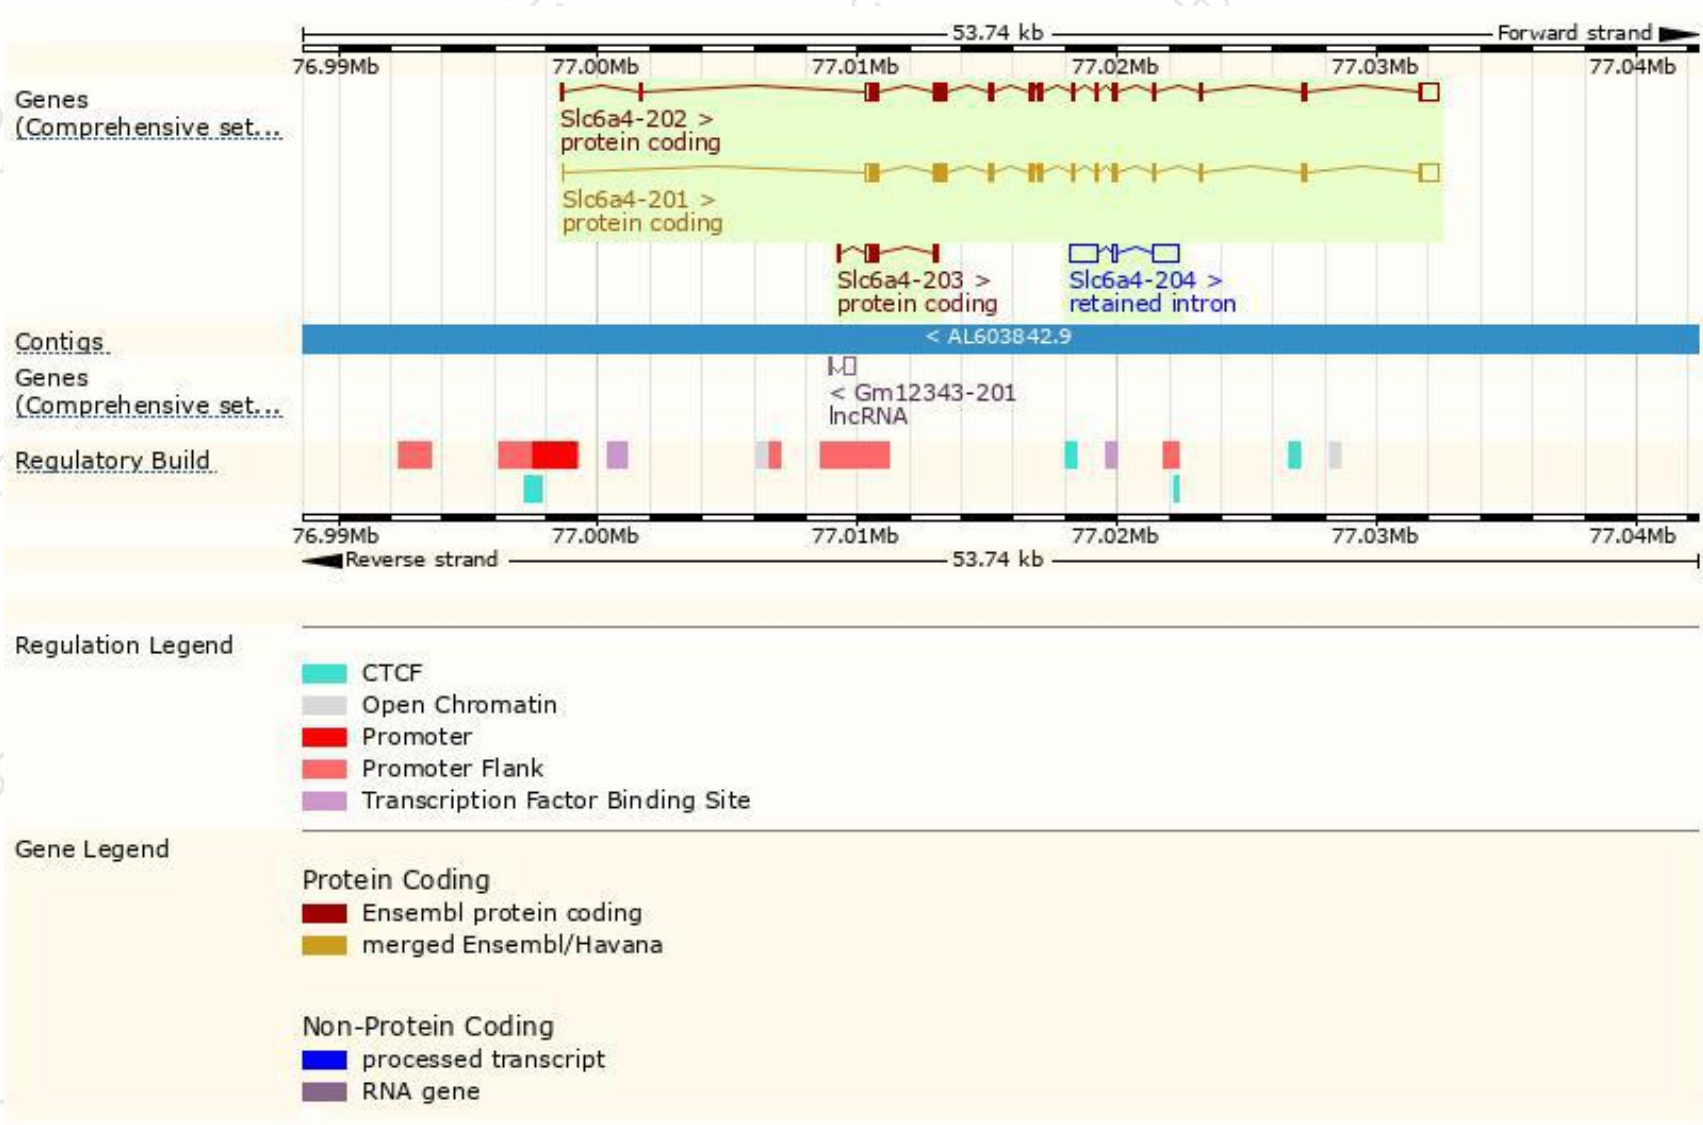 53.74 kb Forward strand
76.99Mb 77.00Mb 77.01Mb 77.02Mb 77.03Mb 77.04Mb
Genes
(Comprehensive set...
Slc6a4-202 >
protein coding
Slc6a4-201 >
protein coding
Slc6a4-203 > Slc6a4-204 >
protein coding retained intron
Contigs < AL603842.9
Genes
(Comprehensive set...
< Gm12343-201
lncRNA
Regulatory Build
76.99Mb 77.00Mb 77.01Mb 77.02Mb 77.03Mb 77.04Mb
Reverse strand 53.74 kb
Regulation Legend
CTCF
Open Chromatin
Promoter
Promoter Flank
Transcription Factor Binding Site
Gene Legend
Protein Coding
Ensembl protein coding
merged Ensembl/Havana
Non-Protein Coding
processed transcript
RNA gene